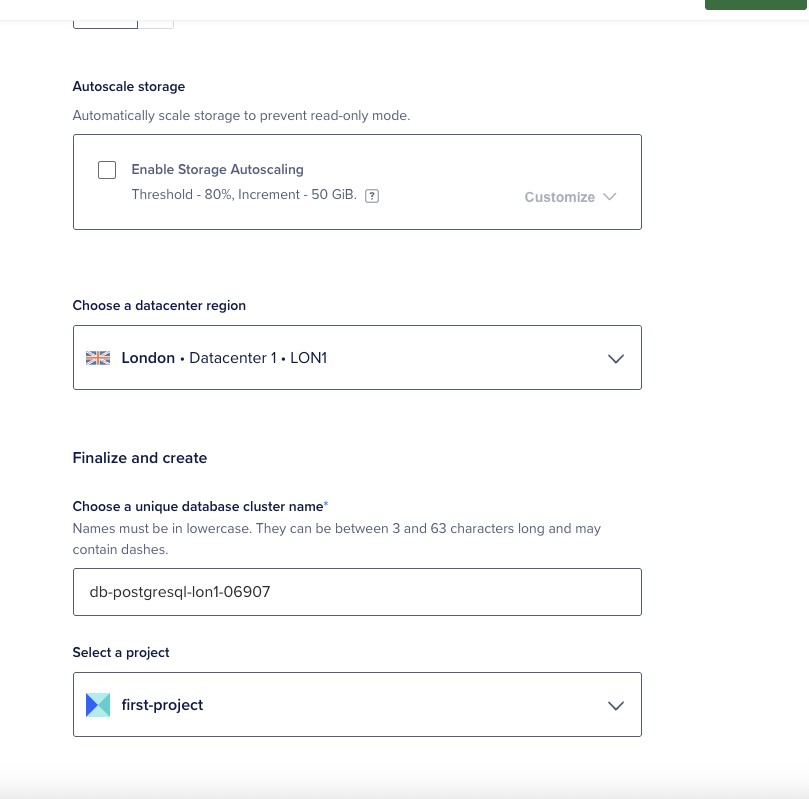 Autoscale storage
Automatically scale storage to prevent read-only mode.
Enable Storage Autoscaling
Threshold - 80%, Increment - 50 GiB. ?
Customize
Choose a datacenter region
London • Datacenter 1 • LON1
Finalize and create
Choose a unique database cluster name*
Names must be in lowercase. They can be between 3 and 63 characters long and may
contain dashes.
db-postgresql-lon1-06907
Select a project
first-project